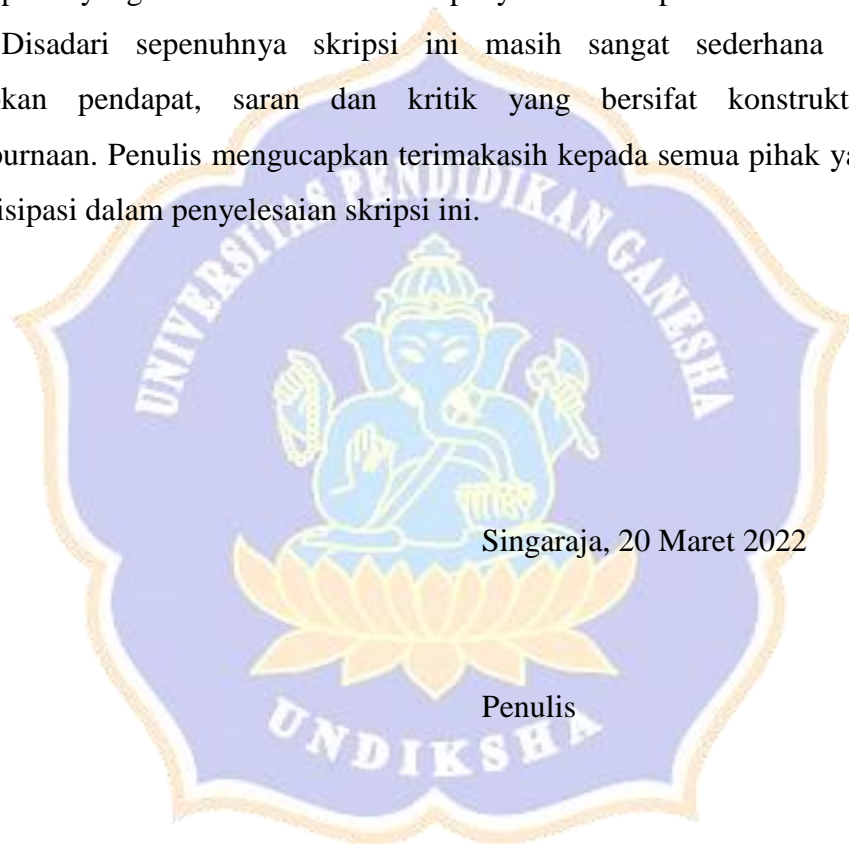 Disadari sepenuhnya skripsi ini masih sangat sederhana
kan pendapat, saran dan kritik yang bersifat konstrukt
urnaan. Penulis mengucapkan terimakasih kepada semua pihak ya
isipasi dalam penyelesaian skripsi ini.
UNIVERSITAS PENDIDIKAN GANESHA
Singaraja, 20 Maret 2022
Penulis
UNDIKSHA